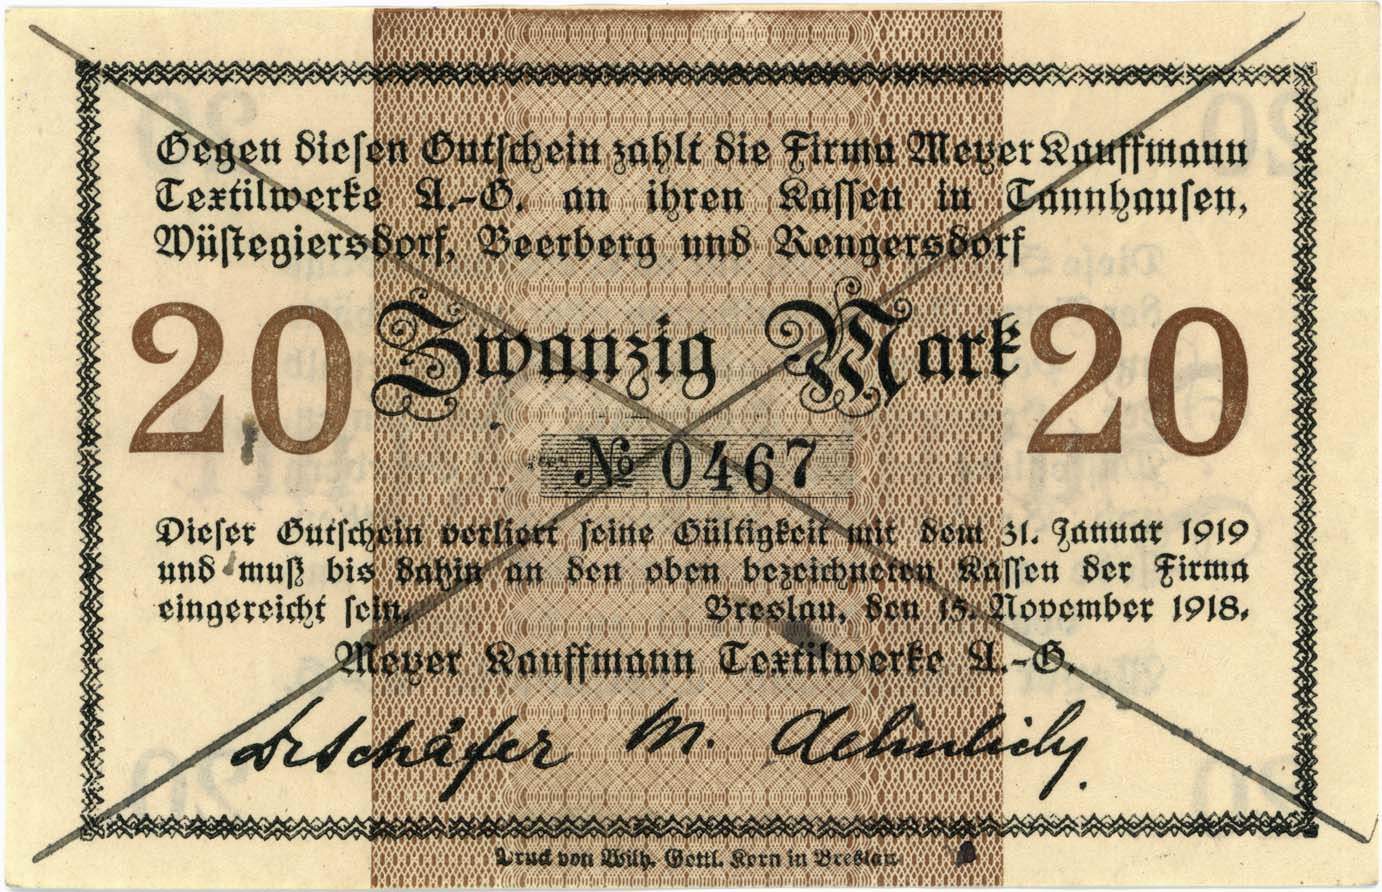 Gegen diesen Gutschein zahlt die Firma Meyer Kauffmann
Textilwerke A.-G. an ihren Kassen in Tannhausen,
Wüstegiersdorf, Beerberg und Rengersdorf
20 Zwanzig Mark 20
№ 0467
Dieser Gutschein verliert seine Gültigkeit mit dem 31. Januar 1919
und muß bis dahin an den oben bezeichneten Kassen der Firma
eingereicht sein. Breslau, den 15. November 1918.
Meyer Kauffmann Textilwerke A.-G.
Dr Schäfer M.
Druck von Wilh. Gottl. Korn in Breslau